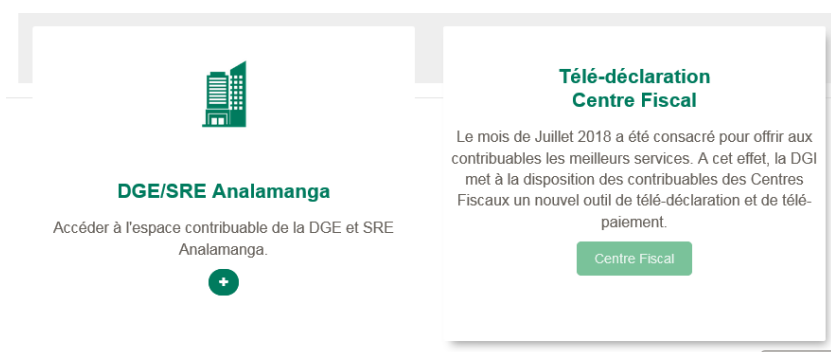 DGE/SRE Analamanga
Accéder à l'espace contribuable de la DGE et SRE
Analamanga.
Télé-déclaration
Centre Fiscal
Le mois de Juillet 2018 a été consacré pour offrir aux
contribuables les meilleurs services. A cet effet, la DGI
met à la disposition des contribuables des Centres
Fiscaux un nouvel outil de télé-déclaration et de télé-
paiement.
Centre Fiscal